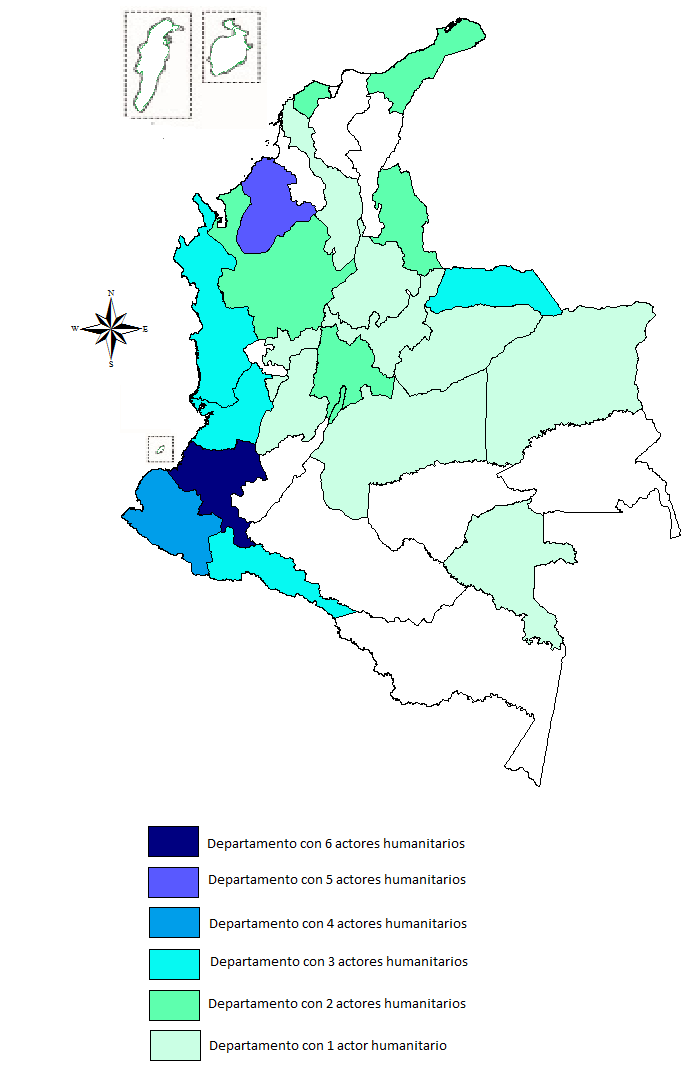 N
W E
S
Departamento con 6 actores humanitarios
Departamento con 5 actores humanitarios
Departamento con 4 actores humanitarios
Departamento con 3 actores humanitarios
Departamento con 2 actores humanitarios
Departamento con 1 actor humanitario